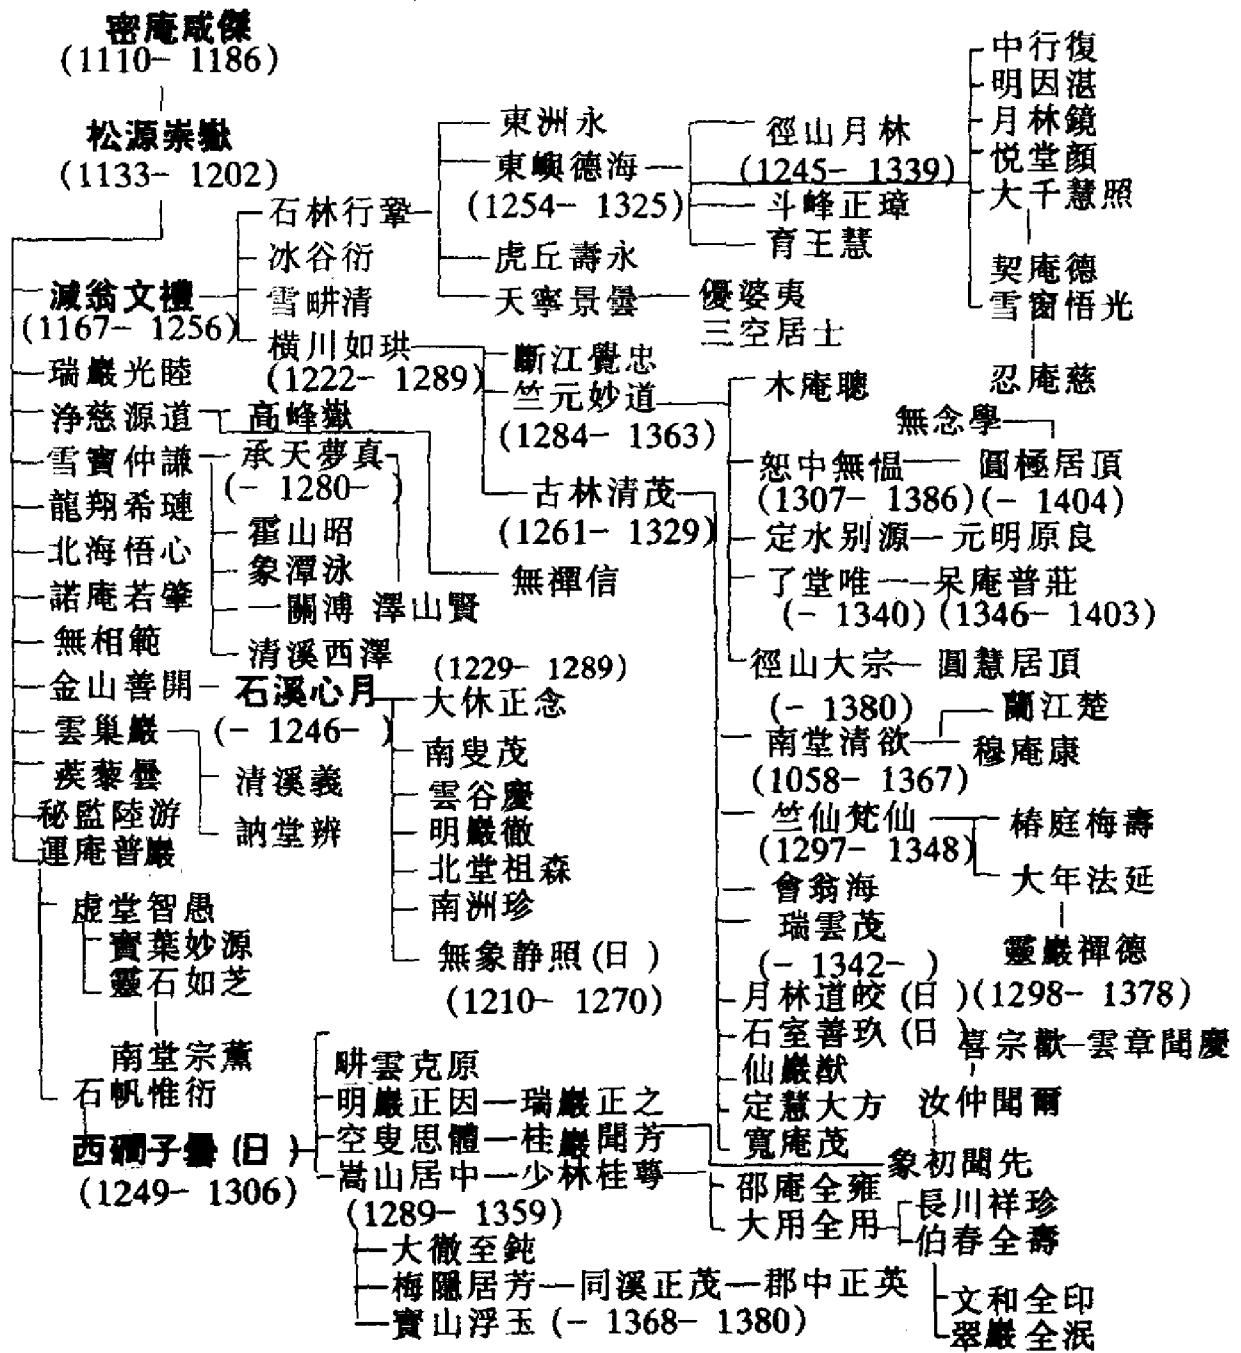 密庵咸傑
(1110- 1186)
松源崇嶽
(1133- 1202)
滅翁文禮
(1167- 1256)
瑞巖光睦
浄慈源道
雪竇仲謙
龍翔希璉
北海悟心
諾庵若肇
無相範
金山善開
雲巢巖
蒺藜曇
秘監陸游
運庵普巖
虚堂智愚
寶葉妙源
靈石如芝
南堂宗薰
石帆惟衍
西磵子曇 (日 )
(1249- 1306)
石林行鞏
冰谷衍
雪畊清
橫川如珙
(1222- 1289)
高峰嶽
承天夢真
(- 1280- )
霍山昭
象潭泳
一關溥
澤山賢
清溪西澤
石溪心月
(- 1246- )
清溪義
訥堂辨
東洲永
東嶼德海
(1254- 1325)
虎丘壽永
天寧景曇
優婆夷
三空居士
徑山月林
(1245- 1339)
斗峰正璋
育王慧
中行復
明因湛
月林鏡
悦堂顔
大千慧照
契庵德
雪窗悟光
忍庵慈
斷江覺忠
竺元妙道
(1284- 1363)
古林清茂
(1261- 1329)
無禪信
(1229- 1289)
大休正念
南叟茂
雲谷慶
明巖徹
北堂祖森
南洲珍
無象静照 (日 )
(1210- 1270)
木庵聰
無念學
恕中無愠
圓極居頂
(1307- 1386)
(- 1404)
定水别源
元明原良
了堂唯一
呆庵普莊
(- 1340)
(1346- 1403)
徑山大宗
圓慧居頂
(- 1380)
蘭江楚
南堂清欲
穆庵康
(1058- 1367)
竺仙梵仙
椿庭梅壽
(1297- 1348)
大年法延
會翁海
瑞雲茂
靈巖禪德
(- 1342- )
月林道皎 (日 )
(1298- 1378)
石室善玖 (日 )
喜宗歡
雲章聞慶
仙巖猷
定慧大方
汝仲聞爾
寬庵茂
象初聞先
畊雲克原
明巖正因
瑞巖正之
空叟思體
桂巖聞芳
嵩山居中
少林桂蕚
(1289- 1359)
邵庵全雍
大用全用
長川祥珍
伯春全壽
文和全印
翠巖全泯
大徹至鈍
梅隠居芳
同溪正茂
郡中正英
寶山浮玉
(- 1368- 1380)